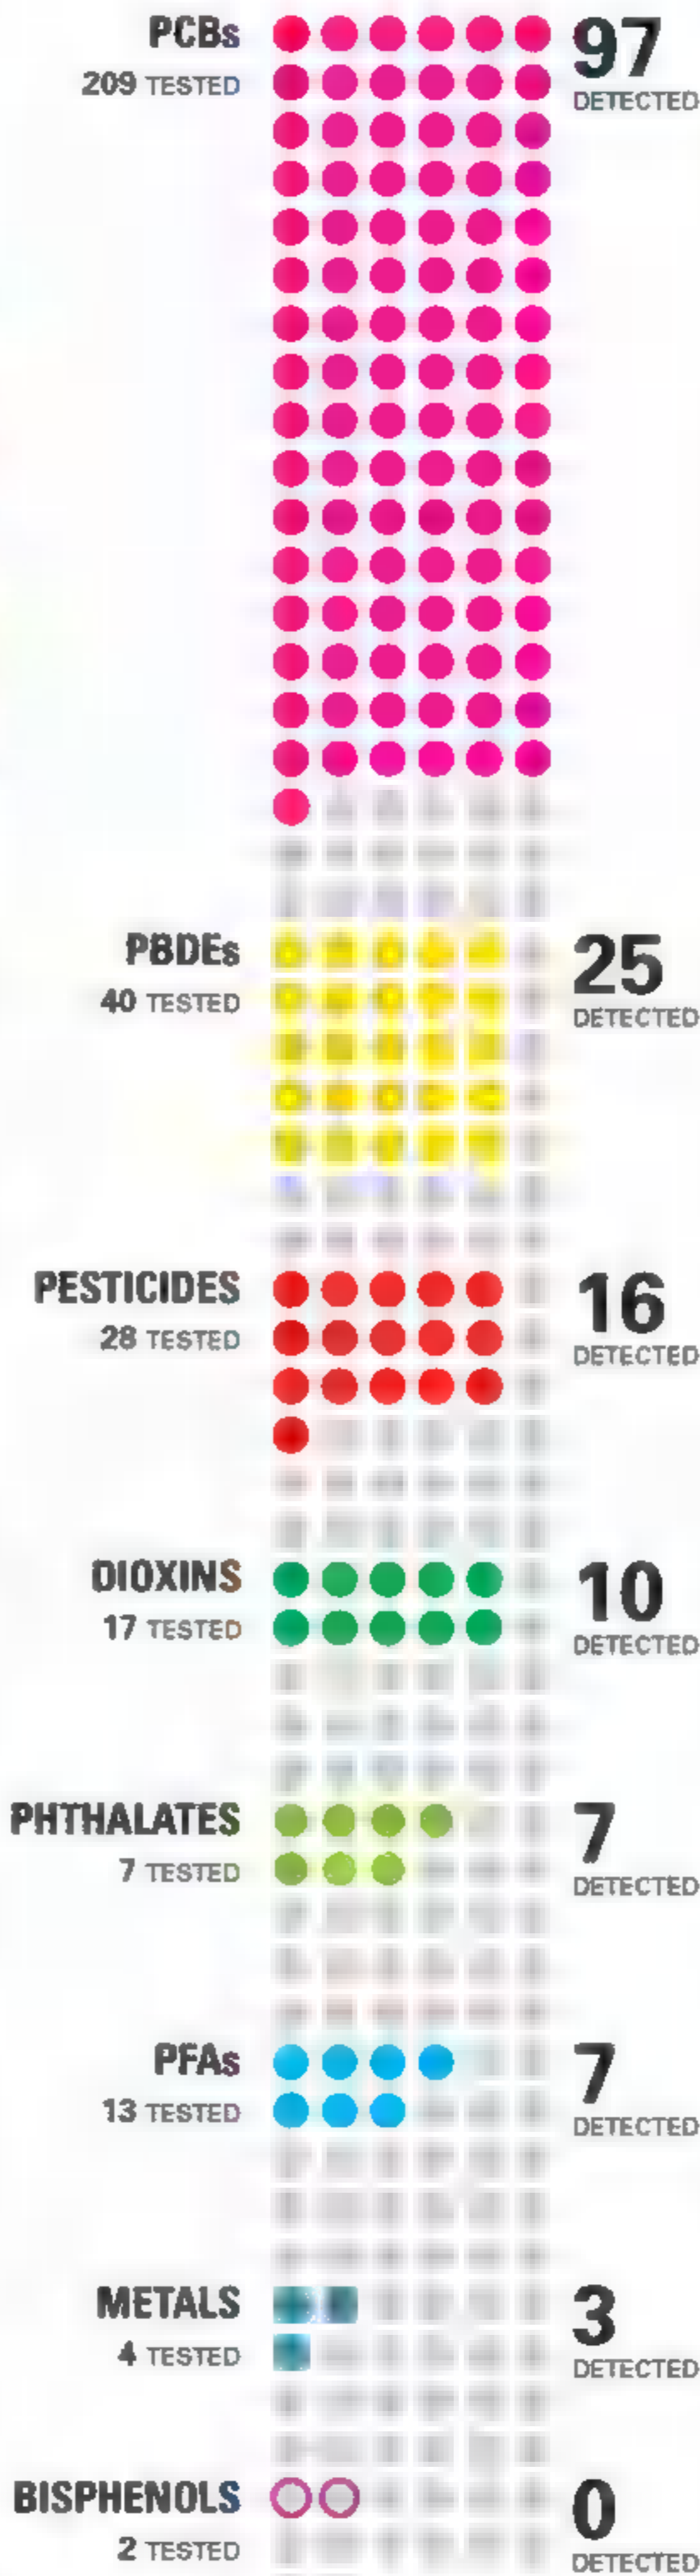 PCBs
209 TESTED
97
DETECTED
PBDEs
40 TESTED
25
DETECTED
PESTICIDES
28 TESTED
16
DETECTED
DIOXINS
17 TESTED
10
DETECTED
PHTHALATES
7 TESTED
7
DETECTED
PFAs
13 TESTED
7
DETECTED
METALS
4 TESTED
3
DETECTED
BISPHENOLS
2 TESTED
0
DETECTED